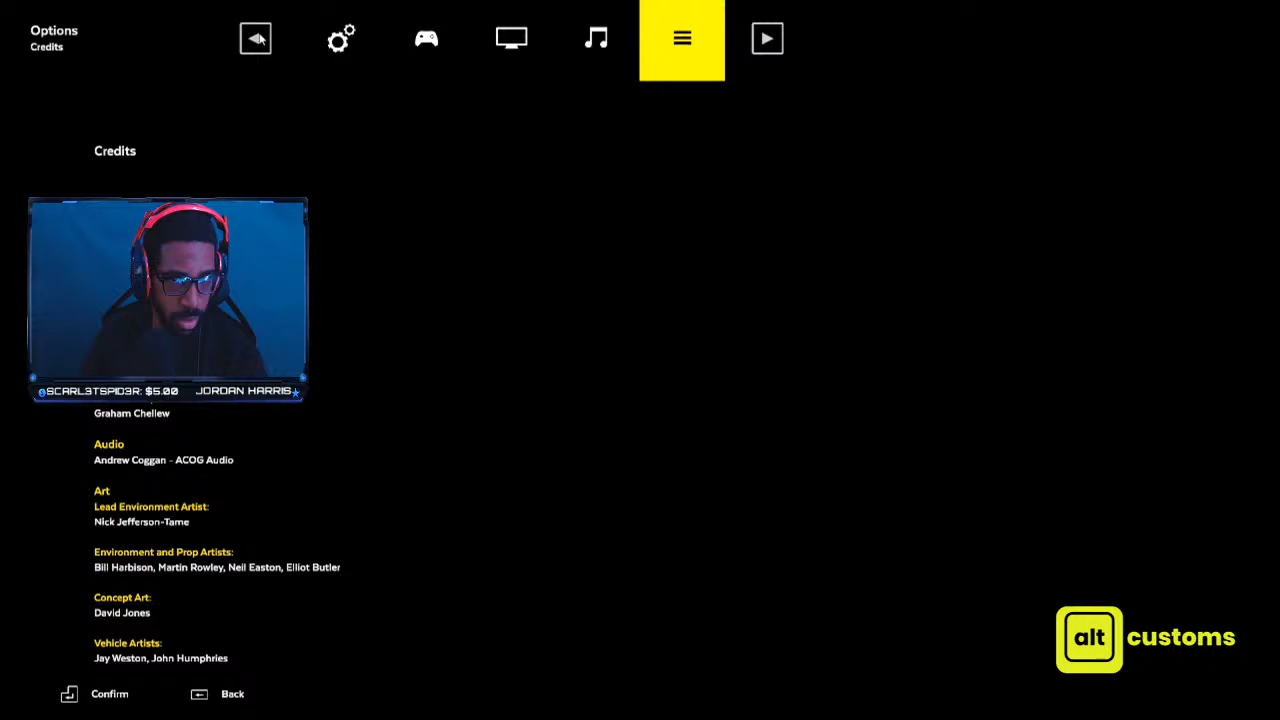 Options
Credits
Credits
SCARL3TSPID3R: $5.00 JORDAN HARRIS
Graham Chellew
Audio
Andrew Coggan - ACOG Audio
Art
Lead Environment Artist:
Nick Jefferson-Tame
Environment and Prop Artists:
Bill Harbison, Martin Rowley, Neil Easton, Elliot Butler
Concept Art:
David Jones
Vehicle Artists:
Jay Weston, John Humphries
Confirm Back
alt customs